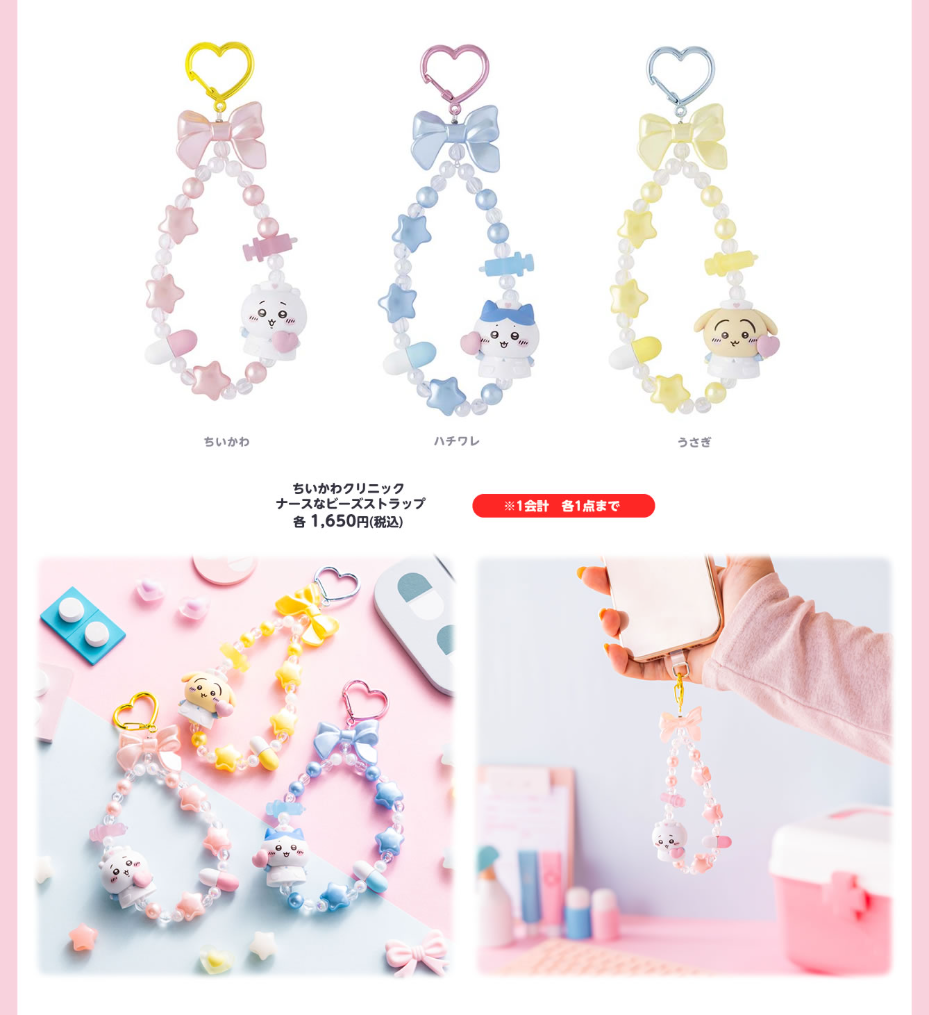 ちいかわ
ハチワレ
うさぎ
ちいかわクリニック
ナースなビーズストラップ
各 1,650円(税込)
※1会計　各1点まで